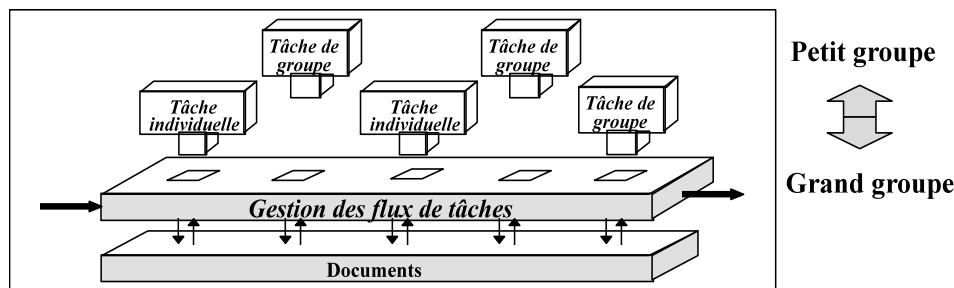 Tâche de
groupe
Tâche de
groupe
Petit groupe
Tâche
individuelle
Tâche
individuelle
Tâche de
groupe
Grand groupe
Gestion des flux de tâches
Documents